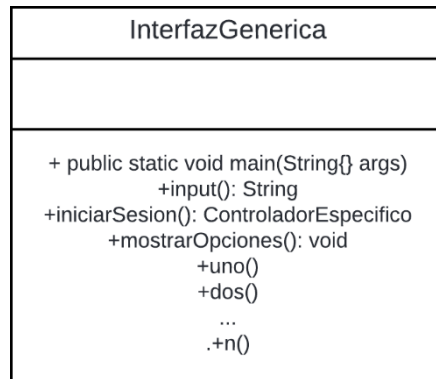 InterfazGenerica
+ public static void main(String{} args)
+input(): String
+iniciarSesion(): ControladorEspecifico
+mostrarOpciones(): void
+uno()
+dos()
...
.+n()